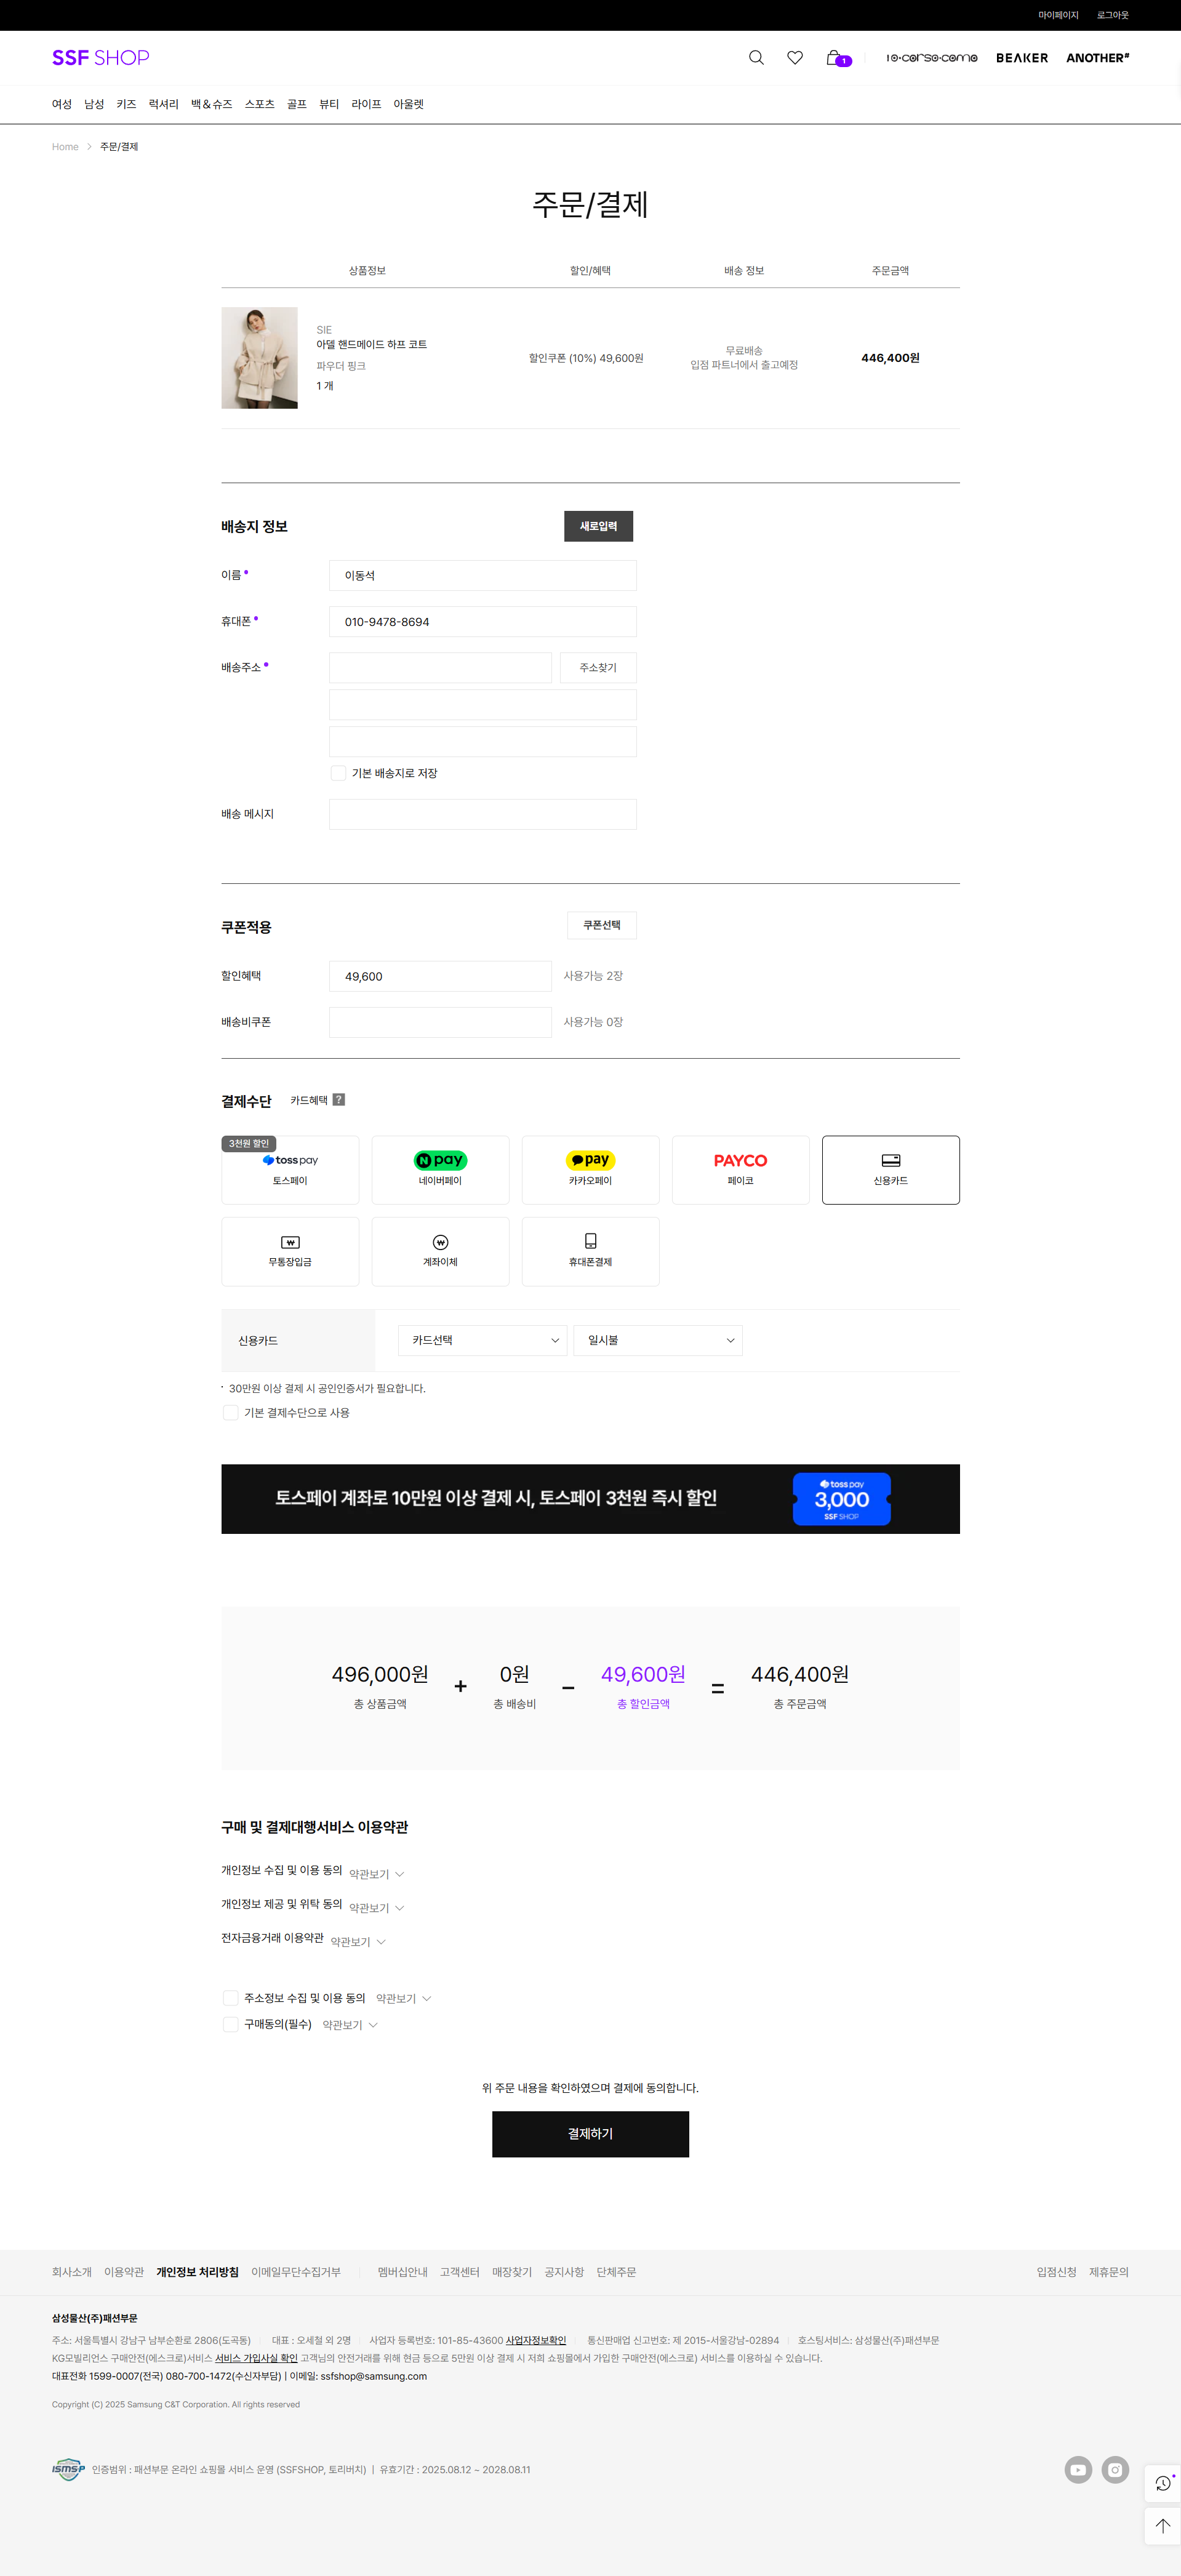 마이페이지 로그아웃
SSF SHOP
1
10·corso·como BEAKER ANOTHER#
여성 남성 키즈 럭셔리 백&슈즈 스포츠 골프 뷰티 라이프 아울렛
Home > 주문/결제
주문/결제
상품정보 할인/혜택 배송 정보 주문금액
SIE
아델 핸드메이드 하프 코트
파우더 핑크
1 개
할인쿠폰 (10%) 49,600원
무료배송
입점 파트너에서 출고예정
446,400원
배송지 정보 새로입력
이름 이동석
휴대폰 010-9478-8694
배송주소 주소찾기
기본 배송지로 저장
배송 메시지
쿠폰적용 쿠폰선택
할인혜택 49,600 사용가능 2장
배송비쿠폰 사용가능 0장
결제수단 카드혜택 ?
3천원 할인
toss pay N pay pay PAYCO
토스페이 네이버페이 카카오페이 페이코 신용카드
무통장입금 계좌이체 휴대폰결제
신용카드 카드선택 일시불
· 30만원 이상 결제 시 공인인증서가 필요합니다.
기본 결제수단으로 사용
토스페이 계좌로 10만원 이상 결제 시, 토스페이 3천원 즉시 할인
toss pay
3,000
SSF SHOP
496,000원 + 0원 - 49,600원 = 446,400원
총 상품금액 총 배송비 총 할인금액 총 주문금액
구매 및 결제대행서비스 이용약관
개인정보 수집 및 이용 동의 약관보기
개인정보 제공 및 위탁 동의 약관보기
전자금융거래 이용약관 약관보기
주소정보 수집 및 이용 동의 약관보기
구매동의(필수) 약관보기
위 주문 내용을 확인하였으며 결제에 동의합니다.
결제하기
회사소개 이용약관 개인정보 처리방침 이메일무단수집거부 멤버십안내 고객센터 매장찾기 공지사항 단체주문 입점신청 제휴문의
삼성물산(주)패션부문
주소: 서울특별시 강남구 남부순환로 2806(도곡동) 대표 : 오세철 외 2명 사업자 등록번호: 101-85-43600 사업자정보확인 통신판매업 신고번호: 제 2015-서울강남-02894 호스팅서비스: 삼성물산(주)패션부문
KG모빌리언스 구매안전(에스크로)서비스 서비스 가입사실 확인 고객님의 안전거래를 위해 현금 등으로 5만원 이상 결제 시 저희 쇼핑몰에서 가입한 구매안전(에스크로) 서비스를 이용하실 수 있습니다.
대표전화 1599-0007(전국) 080-700-1472(수신자부담) | 이메일: ssfshop@samsung.com
Copyright (C) 2025 Samsung C&T Corporation. All rights reserved
ISMS-P 인증범위 : 패션부문 온라인 쇼핑몰 서비스 운영 (SSFSHOP, 토리버치) | 유효기간 : 2025.08.12 ~ 2028.08.11